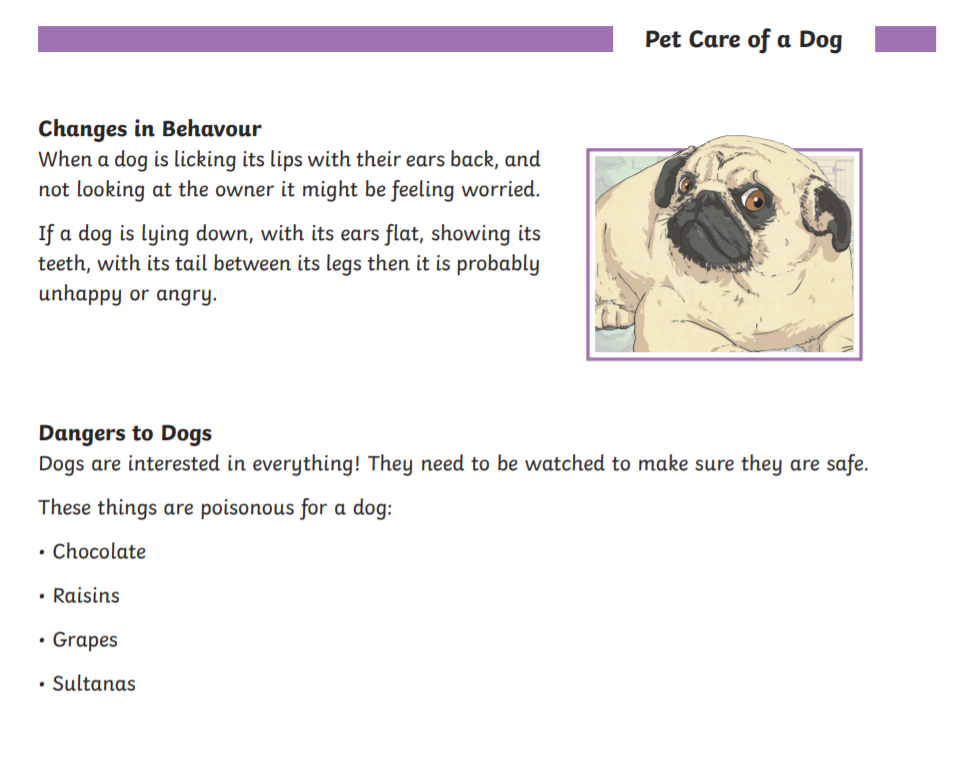 Pet Care of a Dog
Changes in Behavour
When a dog is licking its lips with their ears back, and
not looking at the owner it might be feeling worried.
If a dog is lying down, with its ears flat, showing its
teeth, with its tail between its legs then it is probably
unhappy or angry.
Dangers to Dogs
Dogs are interested in everything! They need to be watched to make sure they are safe.
These things are poisonous for a dog:
• Chocolate
• Raisins
• Grapes
• Sultanas